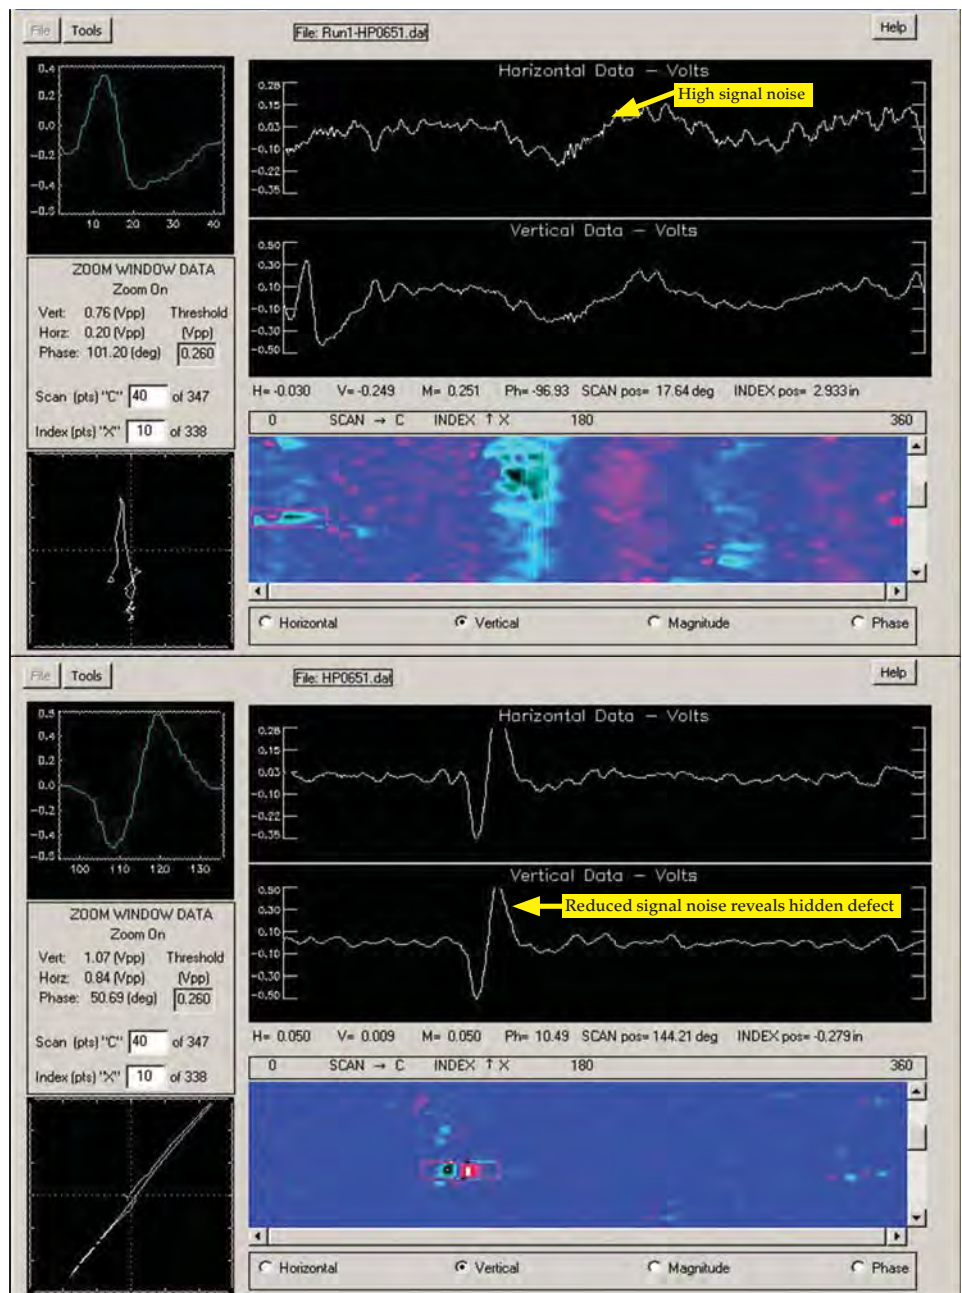 File Tools File: Run1-HP0651.dat Help
0.4
0.2
0.0
-0.2
-0.4
10 20 30 40
Horizontal Data - Volts
High signal noise
0.28
0.15
0.03
-0.10
-0.22
-0.35
Vertical Data - Volts
0.50
0.30
0.10
-0.10
-0.30
-0.50
ZOOM WINDOW DATA
Zoom On
Vert: 0.76 (Vpp) Threshold
Horz: 0.20 (Vpp) (Vpp)
Phase: 101.20 (deg) 0.260
Scan (pts) "C" 40 of 347
Index (pts) "X" 10 of 338
H= -0.030 V= -0.249 M= 0.251 Ph= -96.93 SCAN pos= 17.64 deg INDEX pos= 2.933 in
0 SCAN → C INDEX ↑ X 180 360
Horizontal Vertical Magnitude Phase
File Tools File: HP0651.dat Help
0.4
0.2
0.0
-0.2
-0.4
100 110 120 130
Horizontal Data - Volts
0.28
0.15
0.03
-0.10
-0.22
-0.35
Vertical Data - Volts
Reduced signal noise reveals hidden defect
0.50
0.30
0.10
-0.10
-0.30
-0.50
ZOOM WINDOW DATA
Zoom On
Vert: 1.07 (Vpp) Threshold
Horz: 0.84 (Vpp) (Vpp)
Phase: 50.69 (deg) 0.260
Scan (pts) "C" 40 of 347
Index (pts) "X" 10 of 338
H= 0.050 V= 0.009 M= 0.050 Ph= 10.49 SCAN pos= 144.21 deg INDEX pos= -0.279 in
0 SCAN → C INDEX ↑ X 180 360
Horizontal Vertical Magnitude Phase